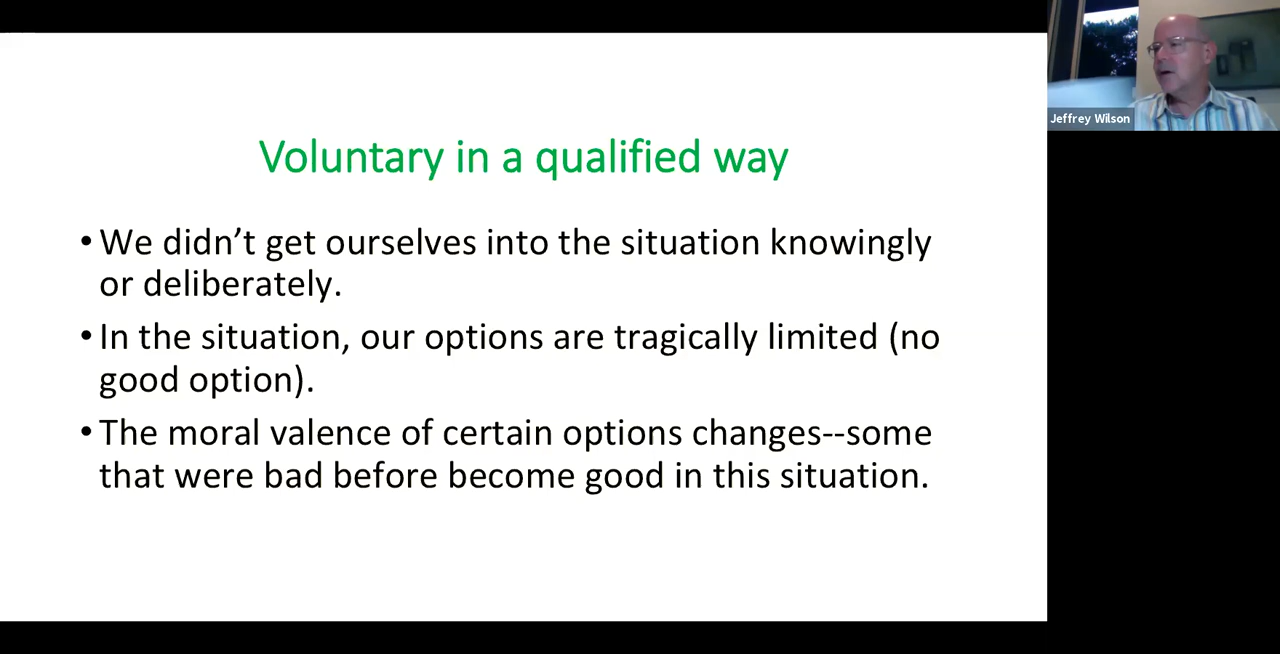 Voluntary in a qualified way
• We didn’t get ourselves into the situation knowingly
or deliberately.
• In the situation, our options are tragically limited (no
good option).
• The moral valence of certain options changes--some
that were bad before become good in this situation.
Jeffrey Wilson